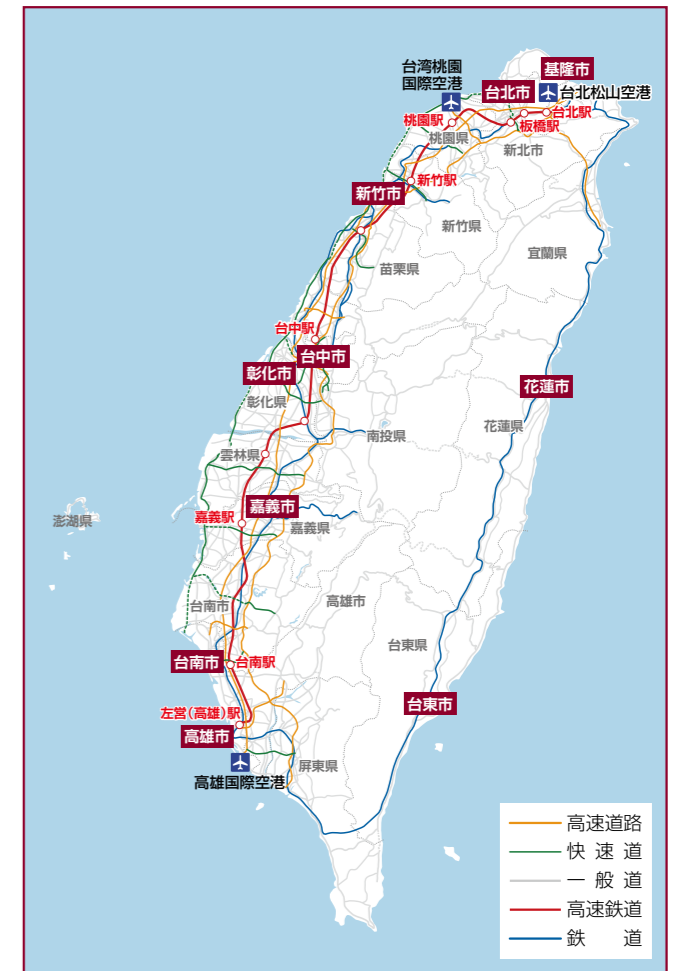 台湾桃園
国際空港
基隆市
台北市
台北松山空港
桃園駅
台北駅
板橋駅
桃園県
新北市
新竹駅
新竹市
新竹県
宜蘭県
苗栗県
台中駅
台中市
彰化市
花蓮市
彰化県
花蓮県
南投県
雲林県
嘉義市
嘉義駅
澎湖県
嘉義県
高雄市
台南市
台東県
台南市
台南駅
台東市
左営(高雄)駅
高雄市
屏東県
高雄国際空港
高速道路
快速道
一般道
高速鉄道
鉄道